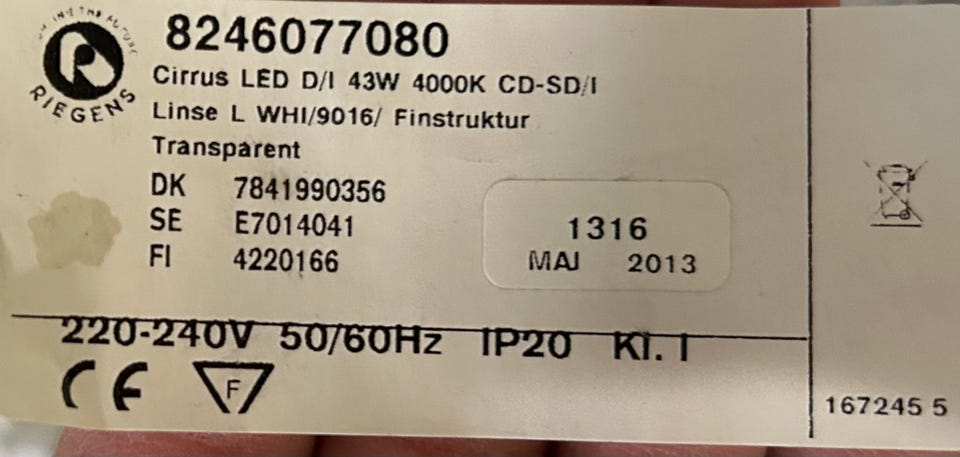 RIEGENS
8246077080
Cirrus LED D/I 43W 4000K CD-SD/I
Linse L WHI/9016/ Finstruktur
Transparent
DK 7841990356
SE E7014041
FI 4220166
1316
MAJ 2013
220-240V 50/60Hz IP20 Kl. I
CE F
167245 5